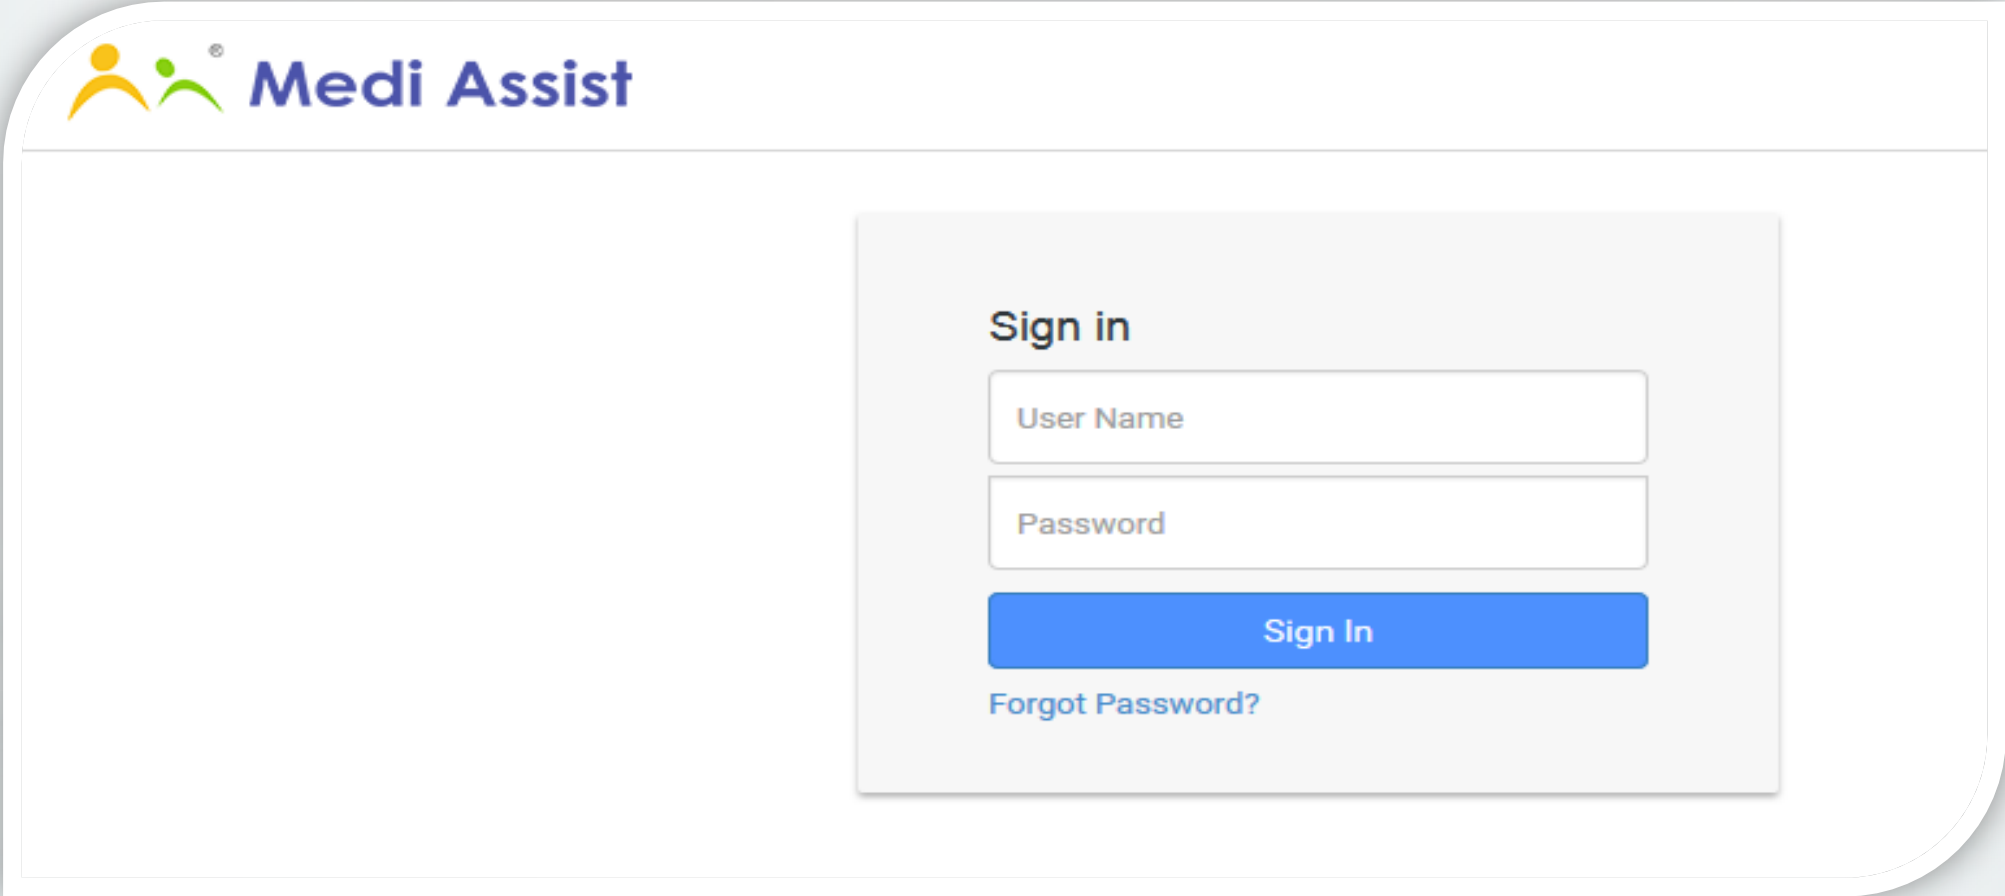 ® Medi Assist
Sign in
User Name
Password
Sign In
Forgot Password?